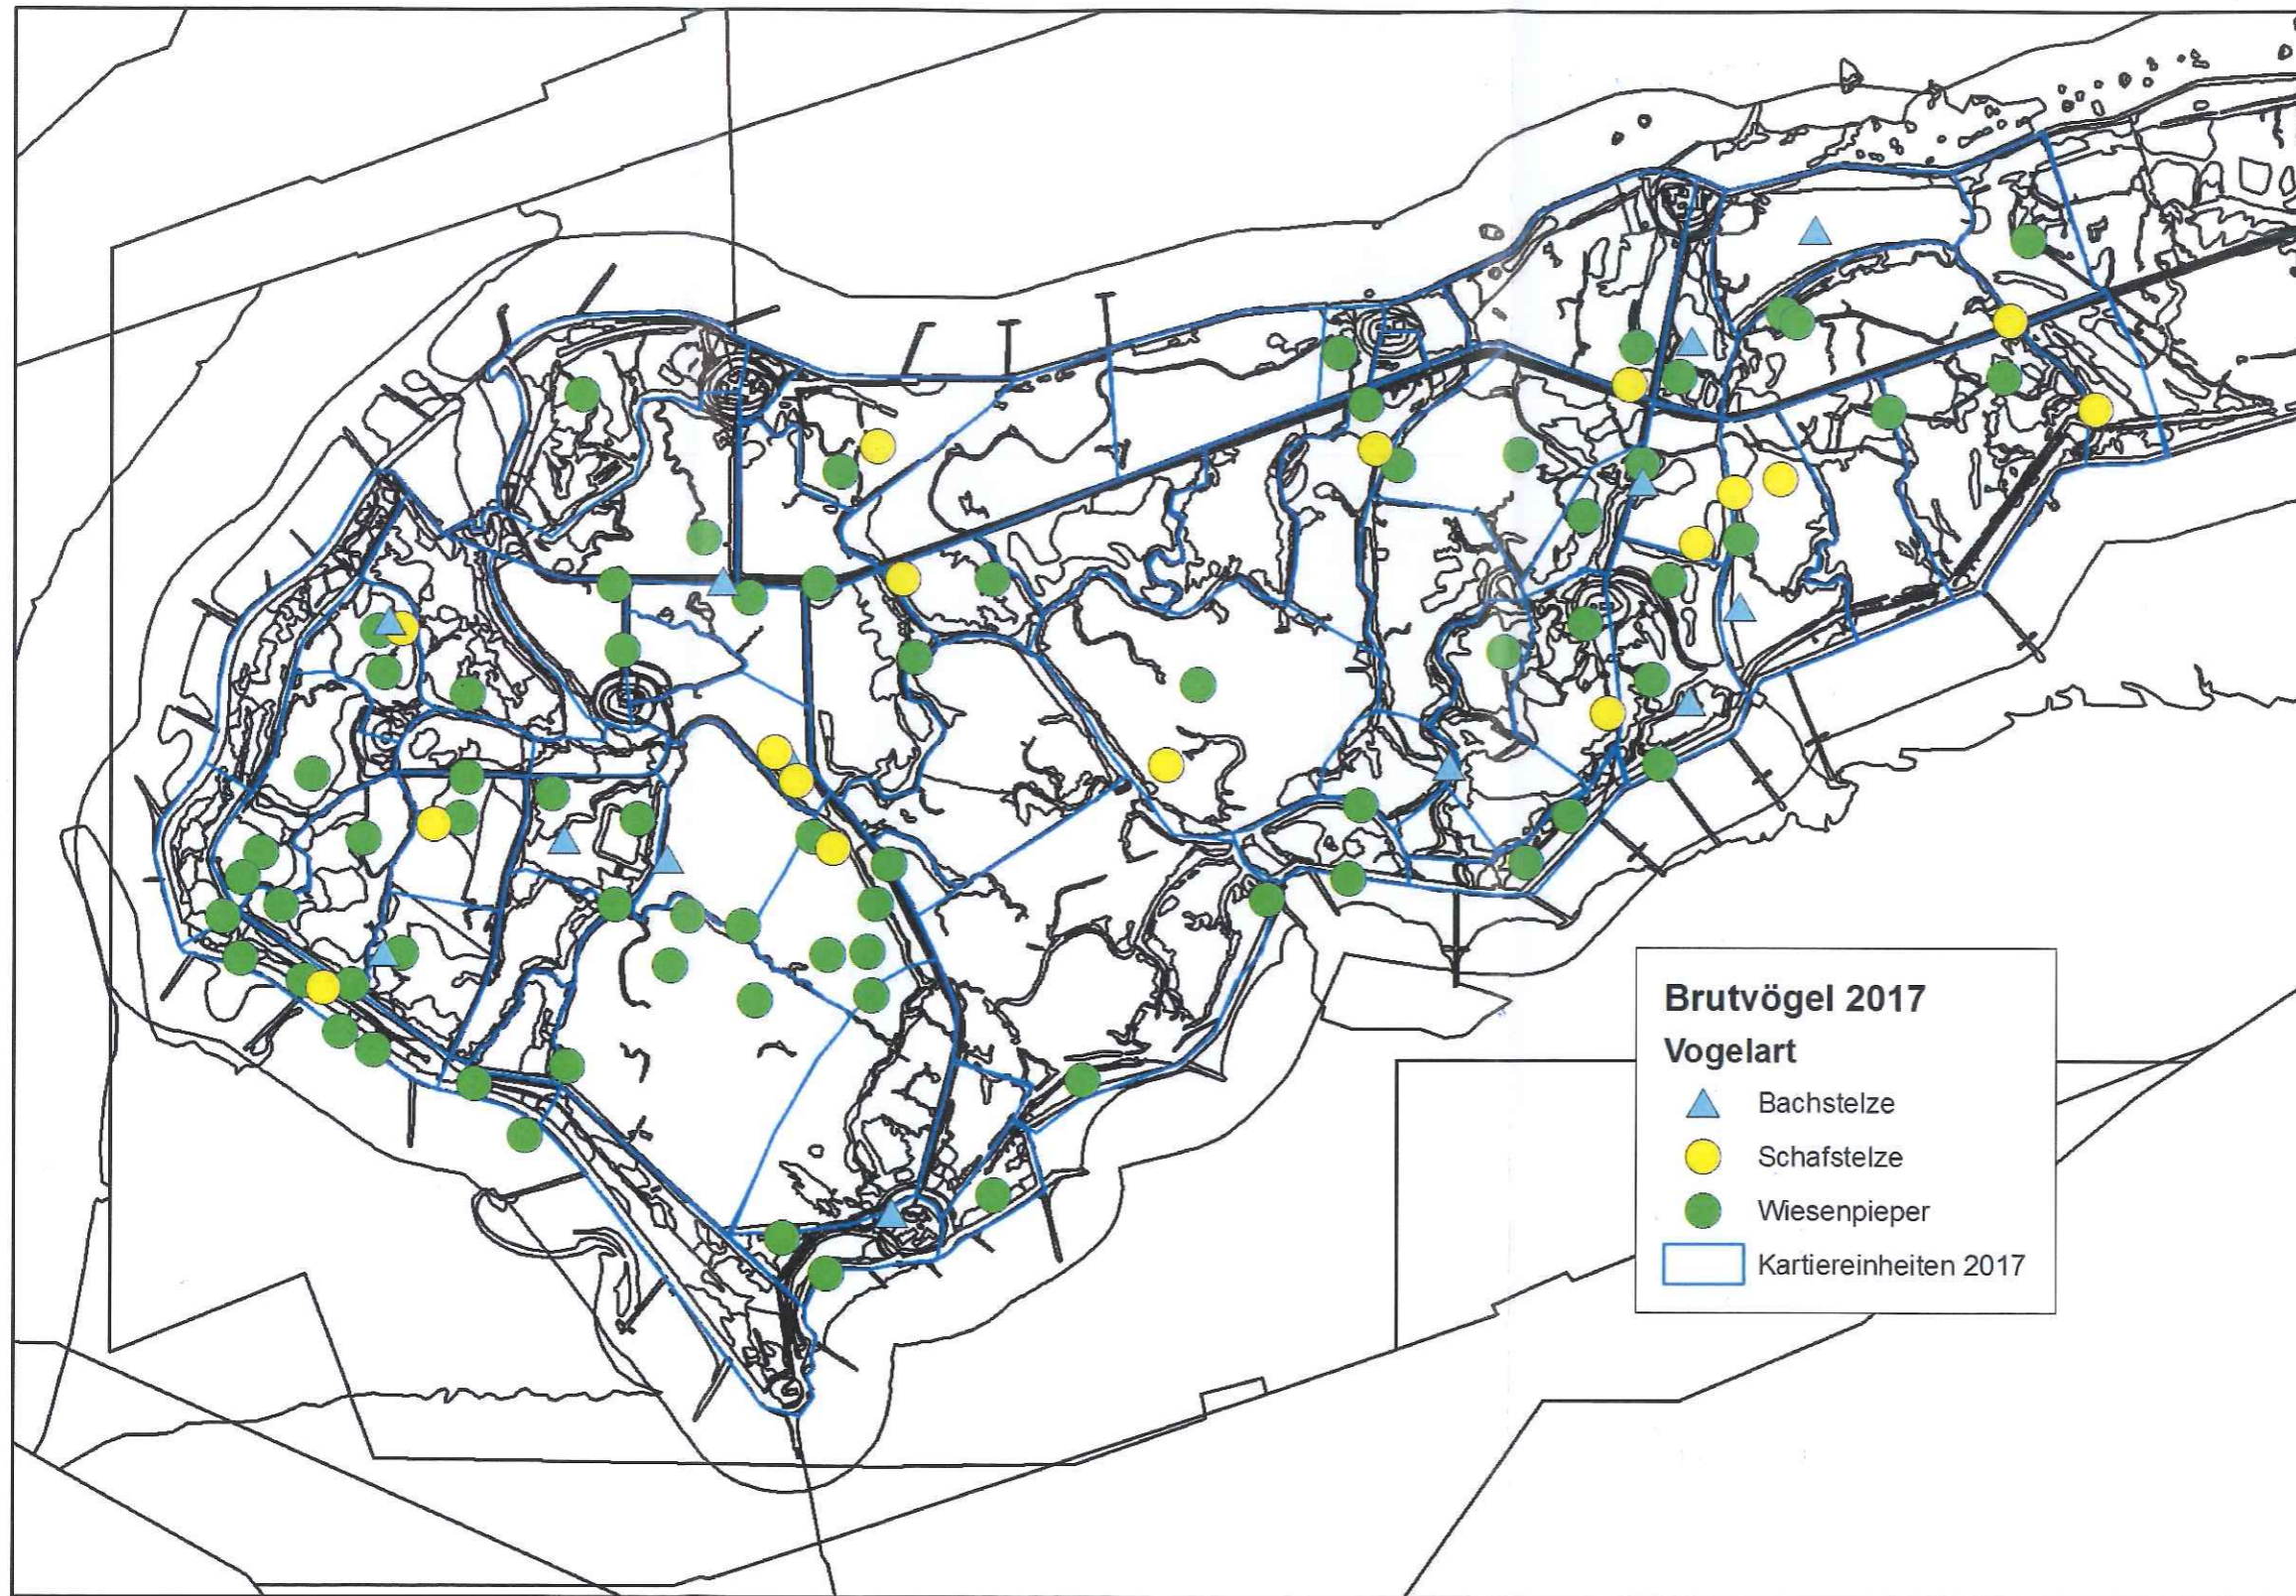 Brutvögel 2017
Vogelart
Bachstelze
Schafstelze
Wiesenpieper
Kartiereinheiten 2017